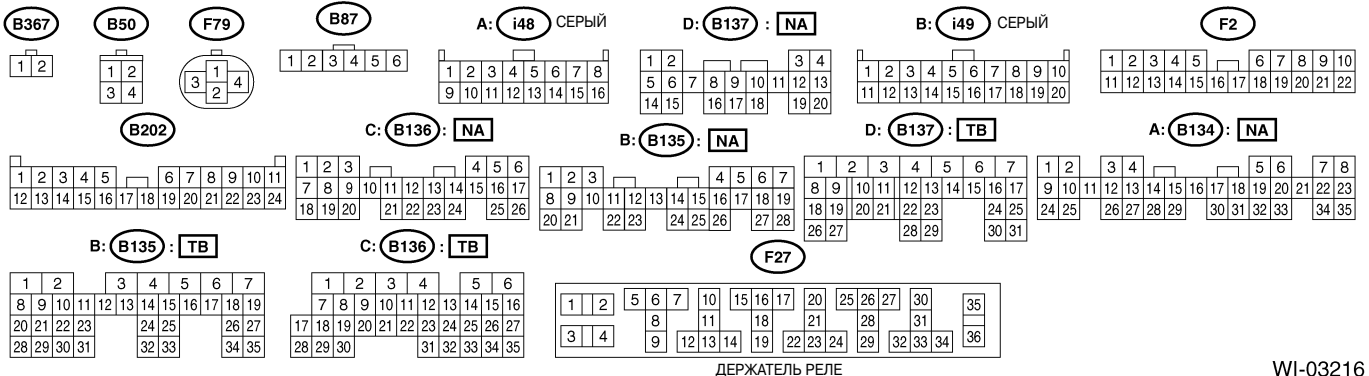 B367 B50 F79 B87 A: i48 СЕРЫЙ D: B137 : NA B: i49 СЕРЫЙ F2
1 2
1 2
3 4
1
3 4
2
1 2 3 4 5 6
1 2 3 4 5 6 7 8
9 10 11 12 13 14 15 16
1 2 3 4
5 6 7 8 9 10 11 12 13
14 15 16 17 18 19 20
1 2 3 4 5 6 7 8 9 10
11 12 13 14 15 16 17 18 19 20
1 2 3 4 5 6 7 8 9 10
11 12 13 14 15 16 17 18 19 20 21 22
B202 C: B136 : NA B: B135 : NA D: B137 : TB A: B134 : NA
1 2 3 4 5 6 7 8 9 10 11
12 13 14 15 16 17 18 19 20 21 22 23 24
1 2 3 4 5 6
7 8 9 10 11 12 13 14 15 16 17
18 19 20 21 22 23 24 25 26
1 2 3 4 5 6 7
8 9 10 11 12 13 14 15 16 17 18 19
20 21 22 23 24 25 26 27 28
1 2 3 4 5 6 7
8 9 10 11 12 13 14 15 16 17
18 19 20 21 22 23 24 25
26 27 28 29 30 31
1 2 3 4 5 6 7 8
9 10 11 12 13 14 15 16 17 18 19 20 21 22 23
24 25 26 27 28 29 30 31 32 33 34 35
B: B135 : TB C: B136 : TB F27
1 2 3 4 5 6 7
8 9 10 11 12 13 14 15 16 17 18 19
20 21 22 23 24 25 26 27
28 29 30 31 32 33 34 35
1 2 3 4 5 6
7 8 9 10 11 12 13 14 15 16
17 18 19 20 21 22 23 24 25 26 27
28 29 30 31 32 33 34 35
1 2 5 6 7 10 15 16 17 20 25 26 27 30 35
8 11 18 21 28 31
3 4 9 12 13 14 19 22 23 24 29 32 33 34 36
ДЕРЖАТЕЛЬ РЕЛЕ
WI-03216